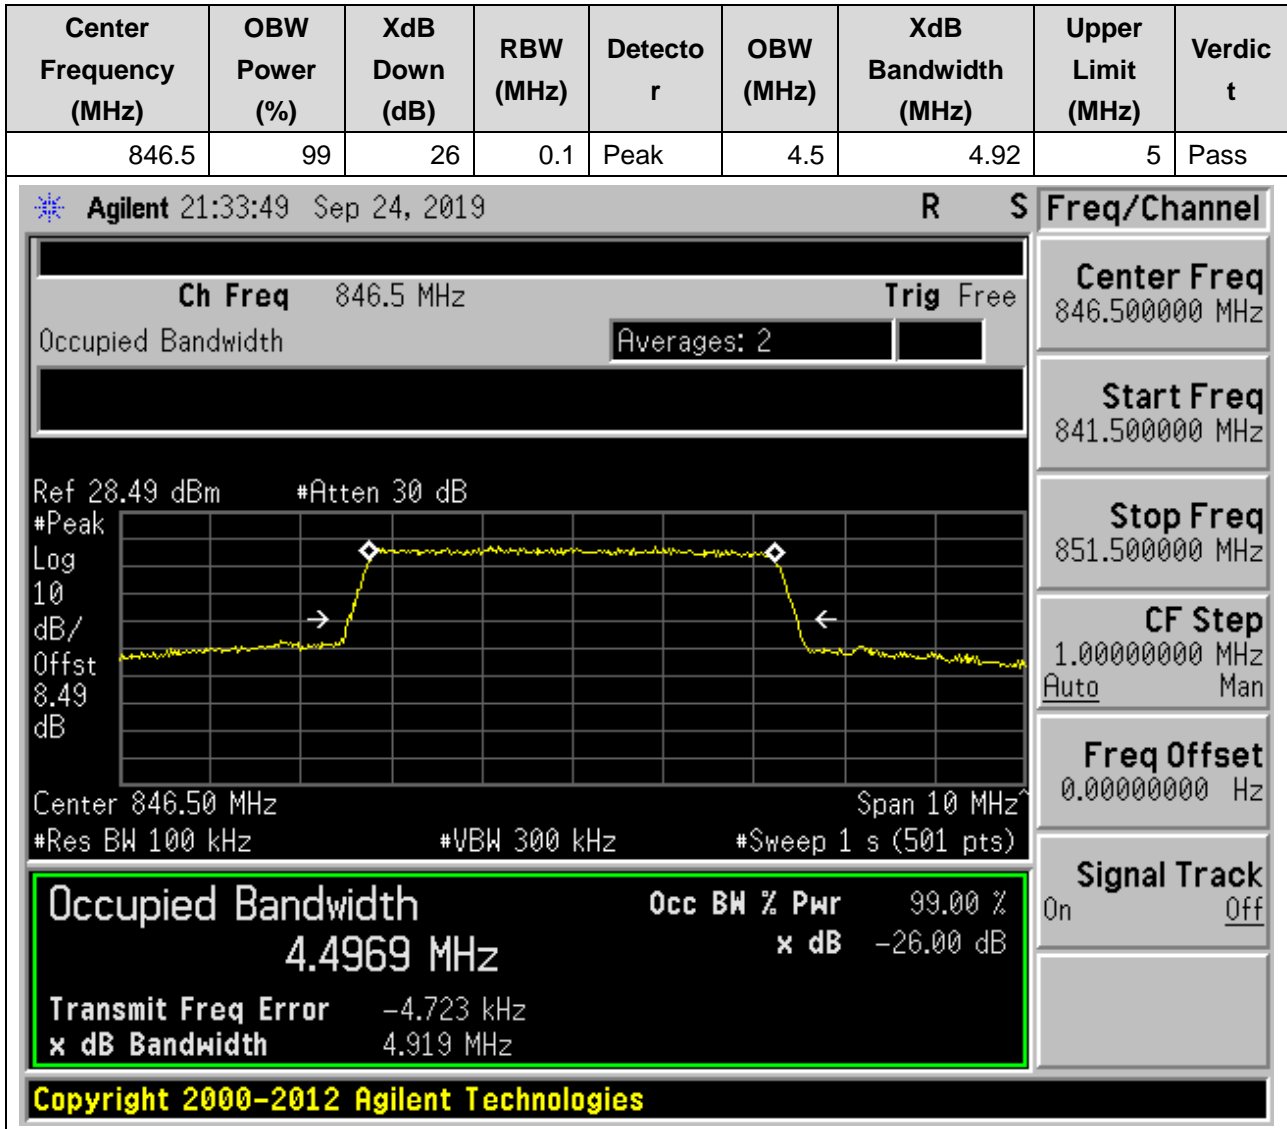 Center Frequency (MHz) OBW Power (%) XdB Down (dB) RBW (MHz) Detecto r OBW (MHz) XdB Bandwidth (MHz) Upper Limit (MHz) Verdic t
846.5 99 26 0.1 Peak 4.5 4.92 5 Pass
Agilent 21:33:49 Sep 24, 2019 R S
Ch Freq 846.5 MHz Trig Free
Occupied Bandwidth Averages: 2
Ref 28.49 dBm #Atten 30 dB
#Peak
Log
10
dB/
Offst
8.49
dB
Center 846.50 MHz Span 10 MHz^
#Res BW 100 kHz #VBW 300 kHz #Sweep 1 s (501 pts)
Occupied Bandwidth Occ BW % Pwr 99.00 %
4.4969 MHz x dB -26.00 dB
Transmit Freq Error -4.723 kHz
x dB Bandwidth 4.919 MHz
Copyright 2000-2012 Agilent Technologies
Freq/Channel
Center Freq
846.500000 MHz
Start Freq
841.500000 MHz
Stop Freq
851.500000 MHz
CF Step
1.00000000 MHz
Auto Man
Freq Offset
0.00000000 Hz
Signal Track
On Off